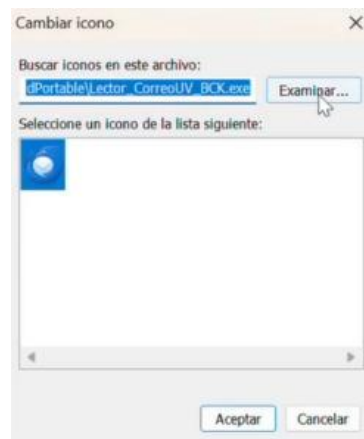 Cambiar icono
Buscar iconos en este archivo:
dPortable\Lector_CorreoUV_BCK.exe
Examinar...
Seleccione un icono de la lista siguiente:
Aceptar
Cancelar